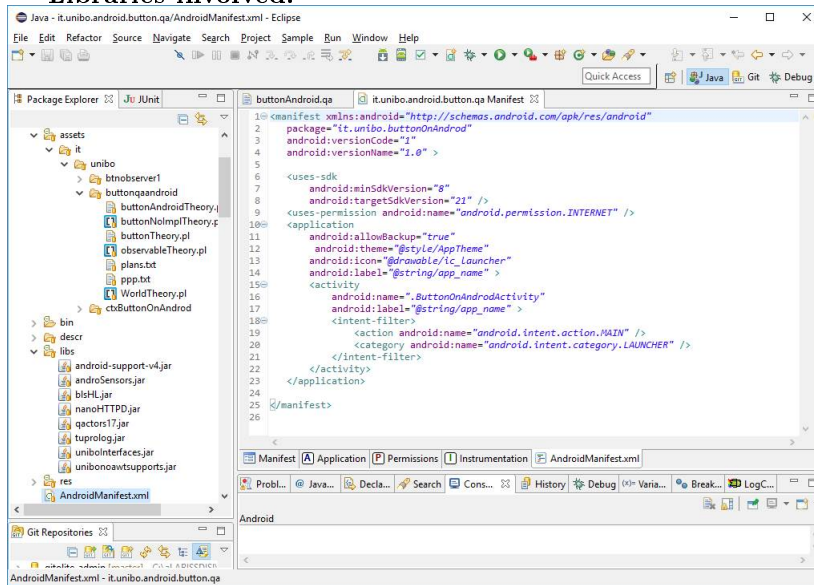 Libraries involved.
Java - it.unibo.android.button.qa/AndroidManifest.xml - Eclipse
File Edit Refactor Source Navigate Search Project Sample Run Window Help
Quick Access Java Git Debug
Package Explorer Ju JUnit
assets
it
unibo
btnobserver1
buttonqaandroid
buttonAndroidTheory.
buttonNoImplTheory.p
buttonTheory.pl
observableTheory.pl
plans.txt
ppp.txt
WorldTheory.pl
ctxButtonOnAndrod
bin
descr
libs
android-support-v4.jar
androSensors.jar
blsHL.jar
nanoHTTPD.jar
qactors17.jar
tuprolog.jar
uniboInterfaces.jar
unibonoawtsupports.jar
res
AndroidManifest.xml
Git Repositories
buttonAndroid.qa it.unibo.android.button.qa Manifest
1 <manifest xmlns:android="http://schemas.android.com/apk/res/android"
2 package="it.unibo.buttonOnAndrod"
3 android:versionCode="1"
4 android:versionName="1.0" >
5
6 <uses-sdk
7 android:minSdkVersion="8"
8 android:targetSdkVersion="21" />
9 <uses-permission android:name="android.permission.INTERNET" />
10 <application
11 android:allowBackup="true"
12 android:theme="@style/AppTheme"
13 android:icon="@drawable/ic_launcher"
14 android:label="@string/app_name" >
15 <activity
16 android:name=".ButtonOnAndrodActivity"
17 android:label="@string/app_name" >
18 <intent-filter>
19 <action android:name="android.intent.action.MAIN" />
20 <category android:name="android.intent.category.LAUNCHER" />
21 </intent-filter>
22 </activity>
23 </application>
24
25 </manifest>
26
Manifest A Application P Permissions I Instrumentation AndroidManifest.xml
Probl... @ Java... Decla... Search Cons... History Debug (x)= Varia... Break... LogC...
Android
AndroidManifest.xml - it.unibo.android.button.qa